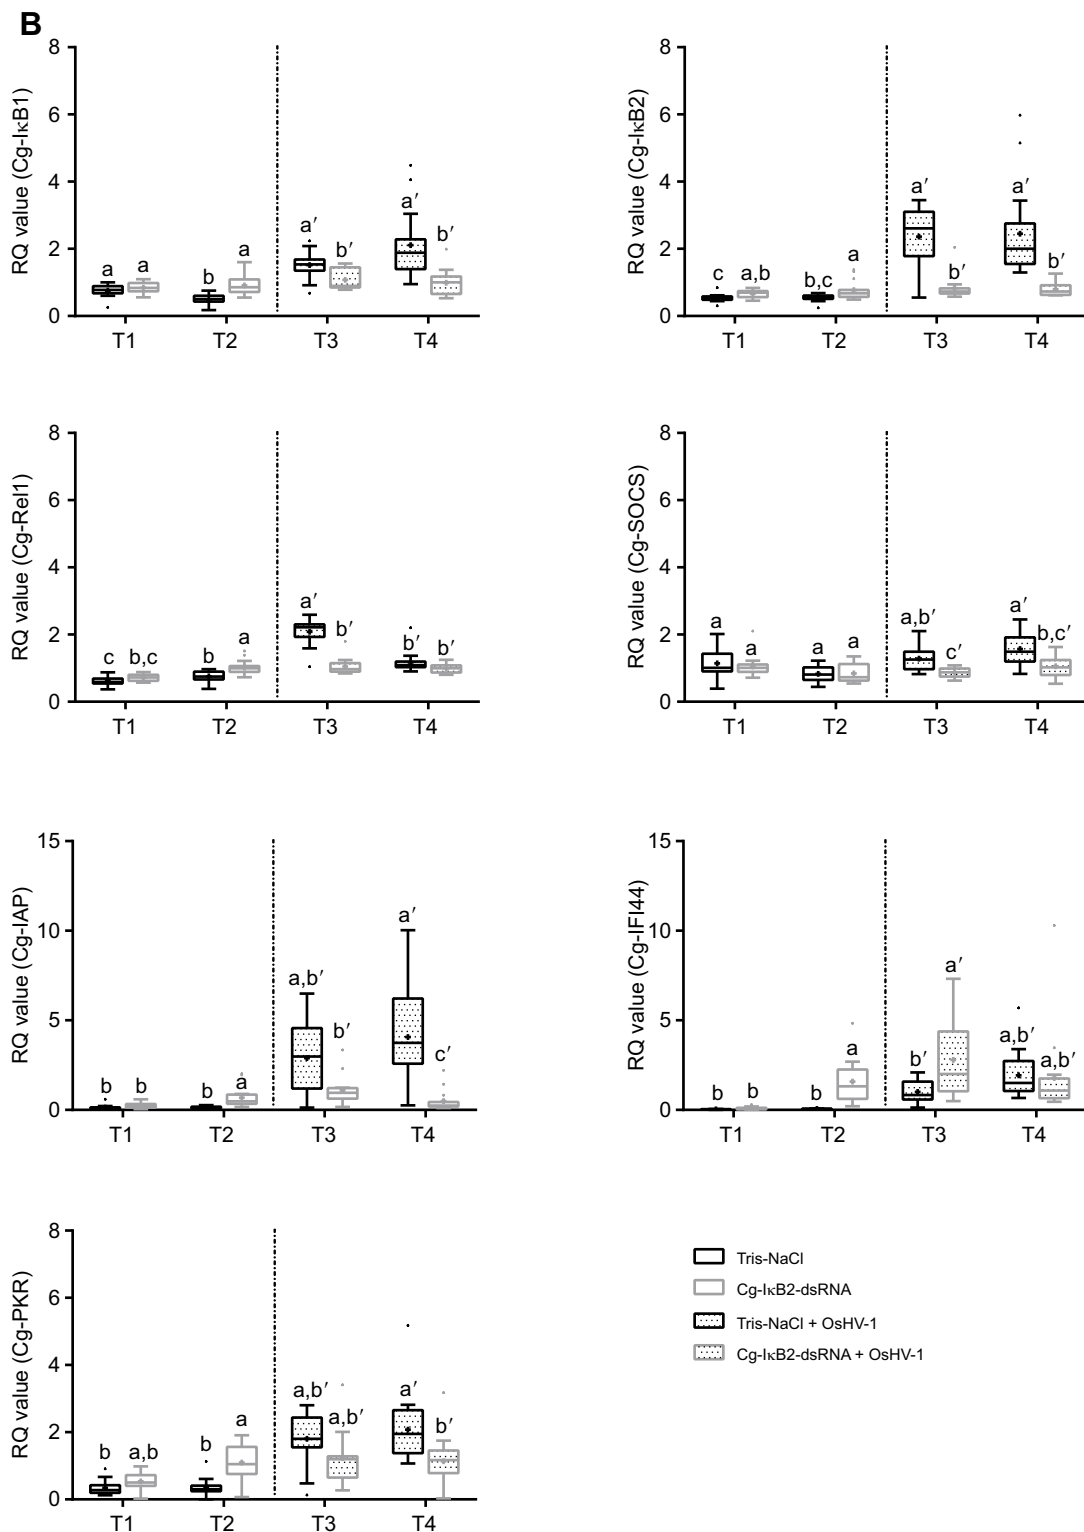 B
RQ value (Cg-IκB1)
8
6
4
2
0
a a b a a′ b′ a′ b′
T1 T2 T3 T4
RQ value (Cg-IκB2)
8
6
4
2
0
c a,b b,c a a′ b′ a′ b′
T1 T2 T3 T4
RQ value (Cg-Rel1)
8
6
4
2
0
c b,c b a a′ b′ b′ b′
T1 T2 T3 T4
RQ value (Cg-SOCS)
8
6
4
2
0
a a a a a,b′ c′ a′ b,c′
T1 T2 T3 T4
RQ value (Cg-IAP)
15
10
5
0
b b b a a,b′ b′ a′ c′
T1 T2 T3 T4
RQ value (Cg-IFI44)
15
10
5
0
b b b a b′ a′ a,b′ a,b′
T1 T2 T3 T4
RQ value (Cg-PKR)
8
6
4
2
0
b a,b b a a,b′ a,b′ a′ b′
T1 T2 T3 T4
Tris-NaCl
Cg-IκB2-dsRNA
Tris-NaCl + OsHV-1
Cg-IκB2-dsRNA + OsHV-1